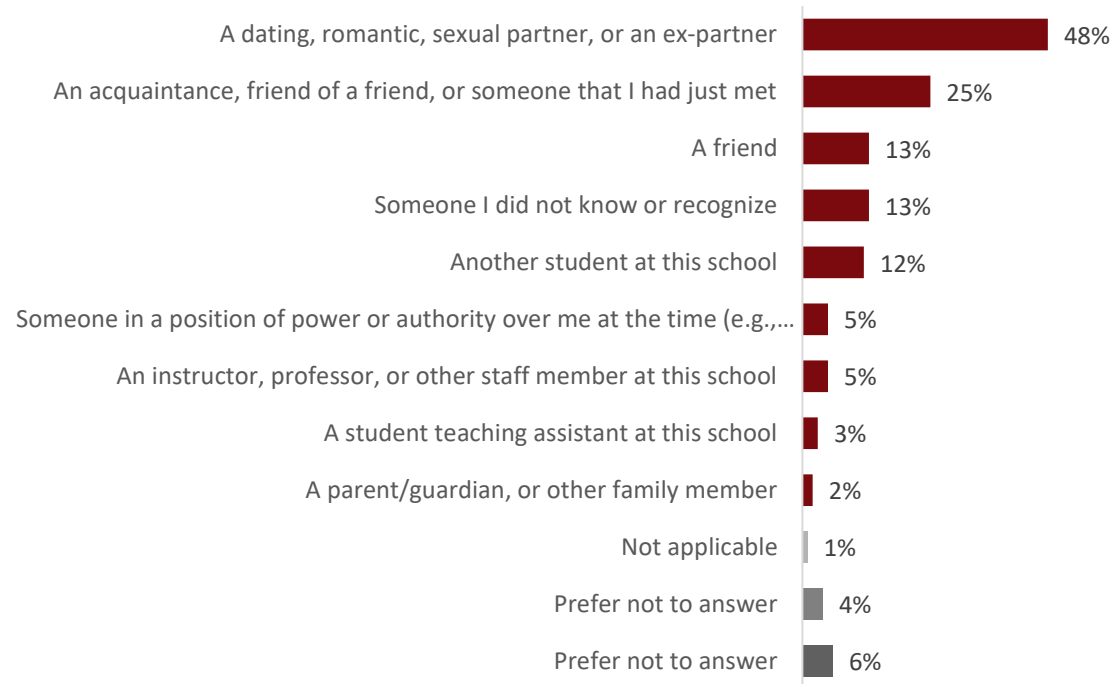 A dating, romantic, sexual partner, or an ex-partner 48%
An acquaintance, friend of a friend, or someone that I had just met 25%
A friend 13%
Someone I did not know or recognize 13%
Another student at this school 12%
Someone in a position of power or authority over me at the time (e.g.,... 5%
An instructor, professor, or other staff member at this school 5%
A student teaching assistant at this school 3%
A parent/guardian, or other family member 2%
Not applicable 1%
Prefer not to answer 4%
Prefer not to answer 6%